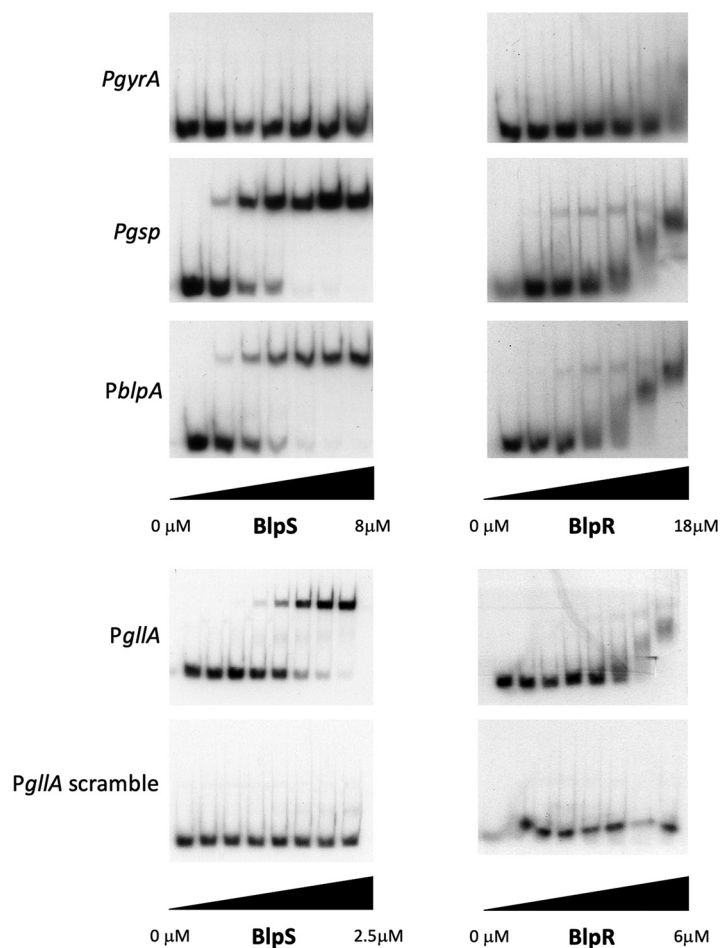 PgyrA
Pgsp
PblpA
0 μM BlpS 8μM
0 μM BlpR 18μM
PgllA
PgllA scramble
0 μM BlpS 2.5μM
0 μM BlpR 6μM